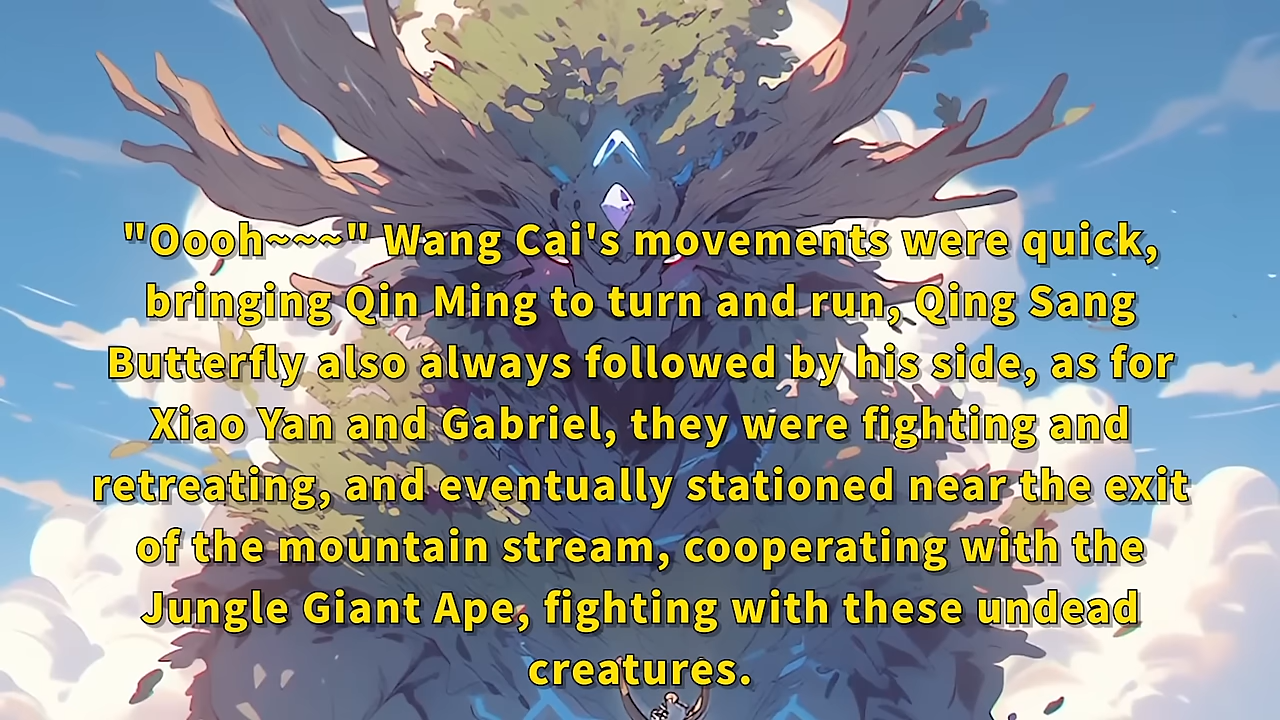 "Oooh~~~" Wang Cai's movements were quick,
bringing Qin Ming to turn and run, Qing Sang
Butterfly also always followed by his side, as for
Xiao Yan and Gabriel, they were fighting and
retreating, and eventually stationed near the exit
of the mountain stream, cooperating with the
Jungle Giant Ape, fighting with these undead
creatures.